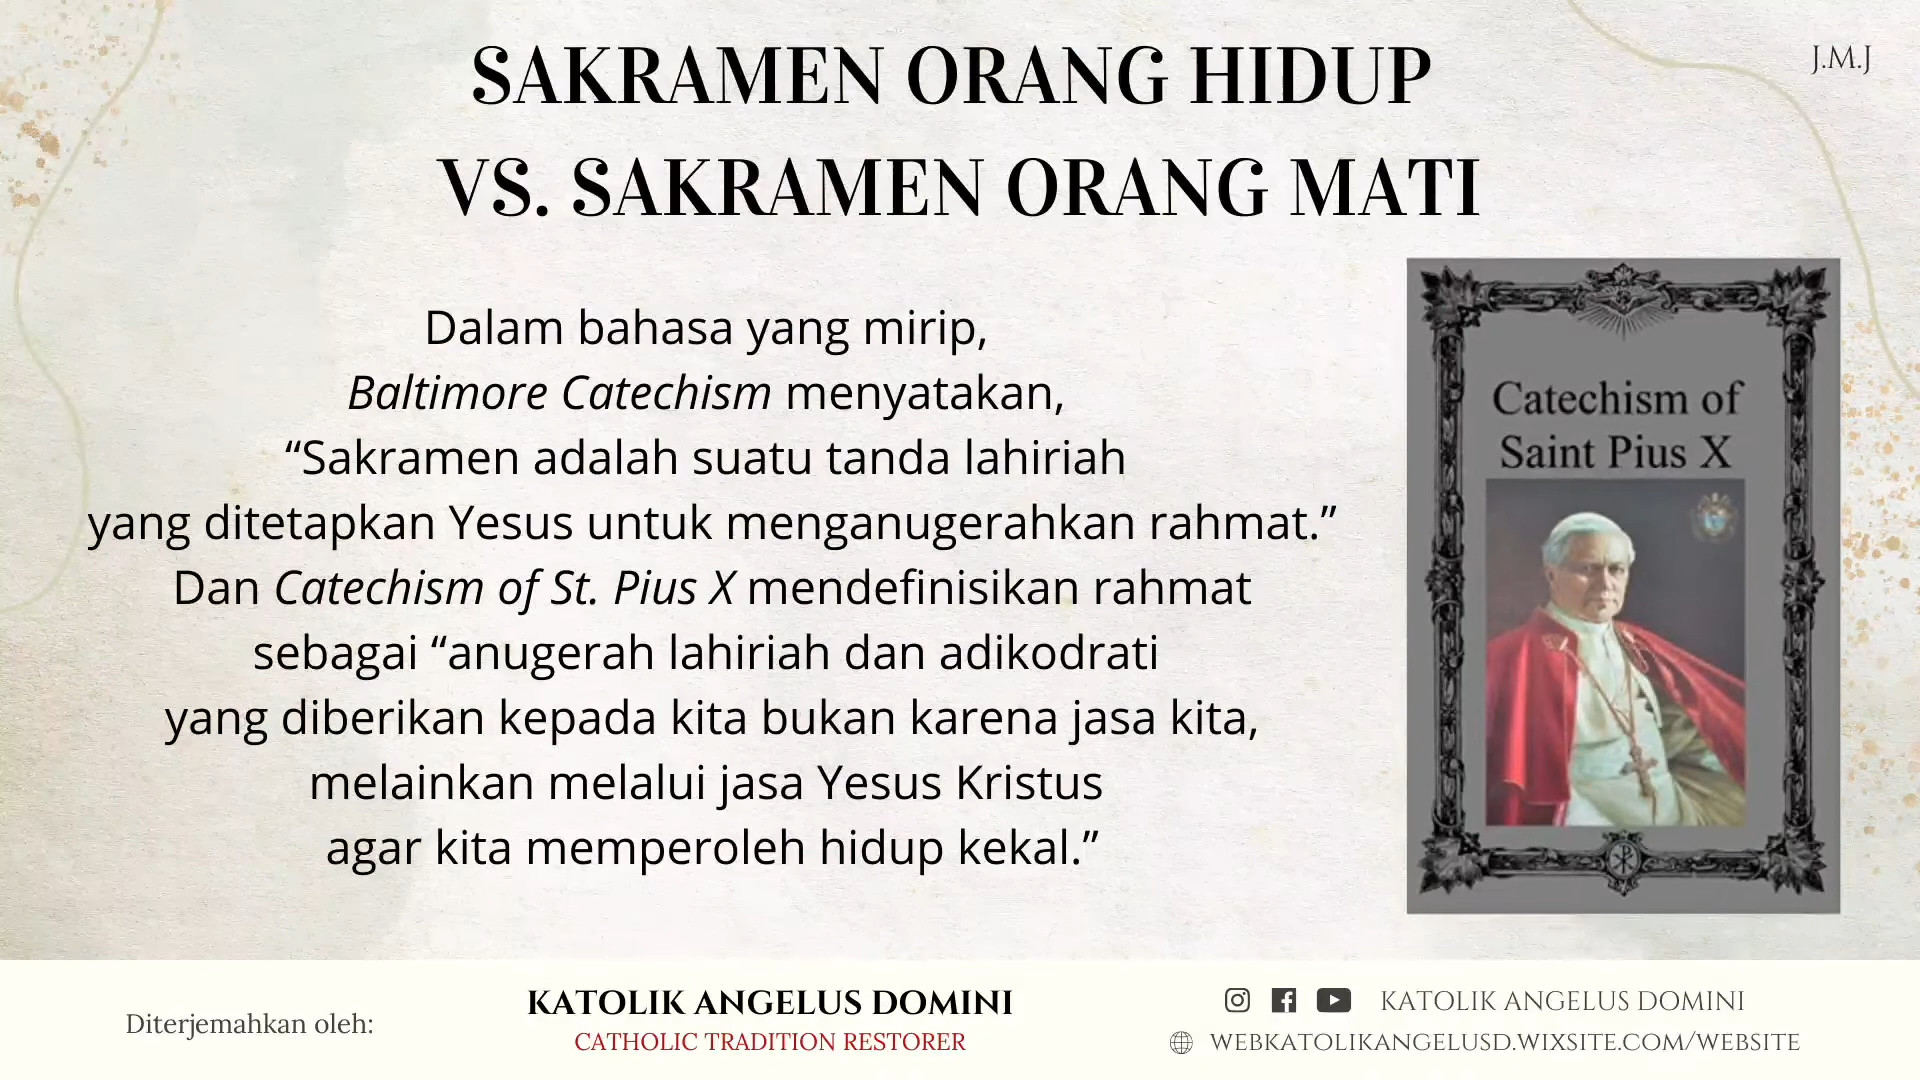 SAKRAMEN ORANG HIDUP
VS. SAKRAMEN ORANG MATI
J.M.J
Dalam bahasa yang mirip,
Baltimore Catechism menyatakan,
“Sakramen adalah suatu tanda lahiriah
yang ditetapkan Yesus untuk menganugerahkan rahmat.”
Dan Catechism of St. Pius X mendefinisikan rahmat
sebagai “anugerah lahiriah dan adikodrati
yang diberikan kepada kita bukan karena jasa kita,
melainkan melalui jasa Yesus Kristus
agar kita memperoleh hidup kekal.”
Catechism of
Saint Pius X
Diterjemahkan oleh:
KATOLIK ANGELUS DOMINI
CATHOLIC TRADITION RESTORER
KATOLIK ANGELUS DOMINI
WEBKATOLIKANGELUSD.WIXSITE.COM/WEBSITE